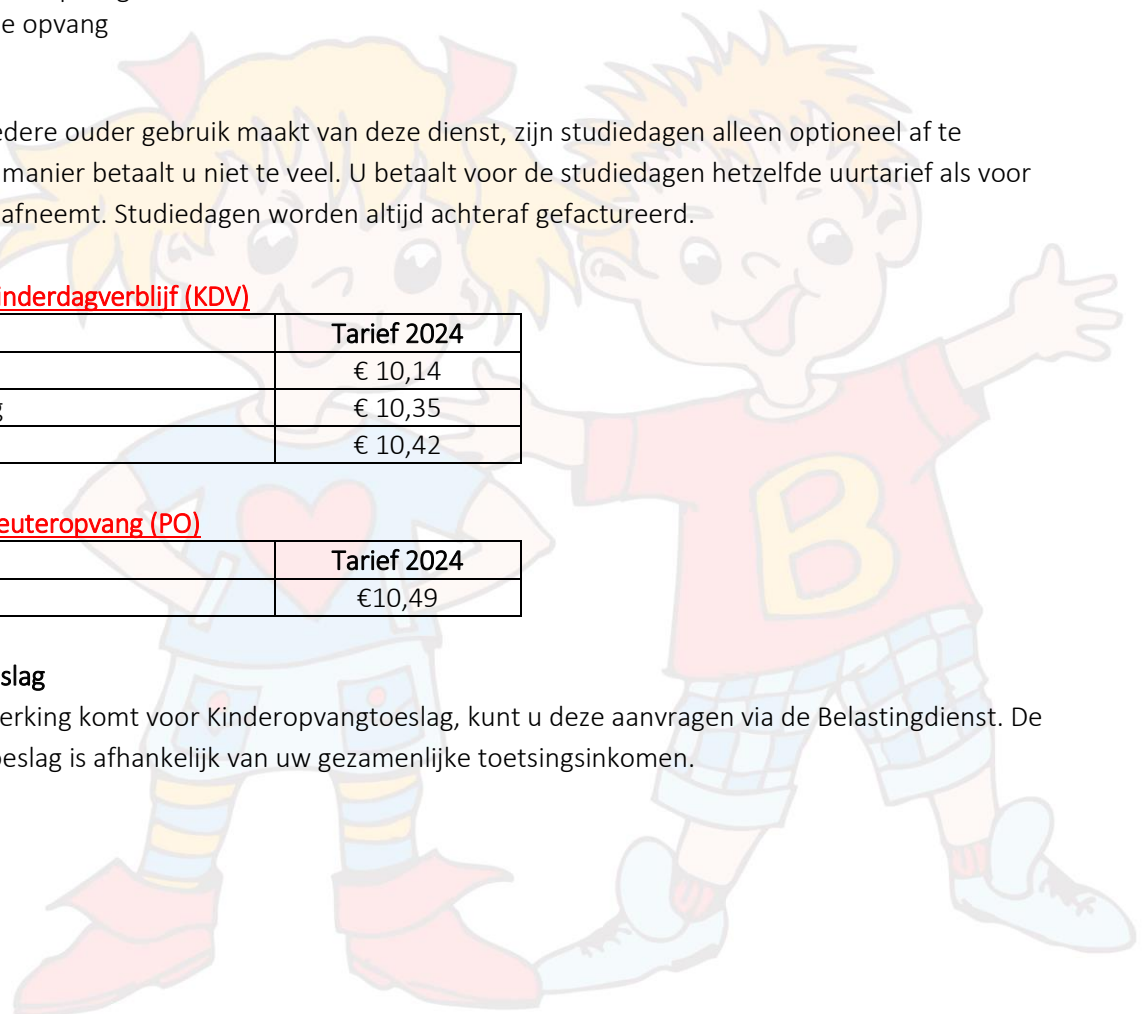 e opvang
edere ouder gebruik maakt van deze dienst, zijn studiedagen alleen optioneel af te
manier betaalt u niet te veel. U betaalt voor de studiedagen hetzelfde uurtarief als voor
afneemt. Studiedagen worden altijd achteraf gefactureerd.
inderdagverblijf (KDV)
Tarief 2024
€ 10,14
g € 10,35
€ 10,42
euteropvang (PO)
Tarief 2024
€10,49
slag
erking komt voor Kinderopvangtoeslag, kunt u deze aanvragen via de Belastingdienst. De
oeslag is afhankelijk van uw gezamenlijke toetsingsinkomen.
B